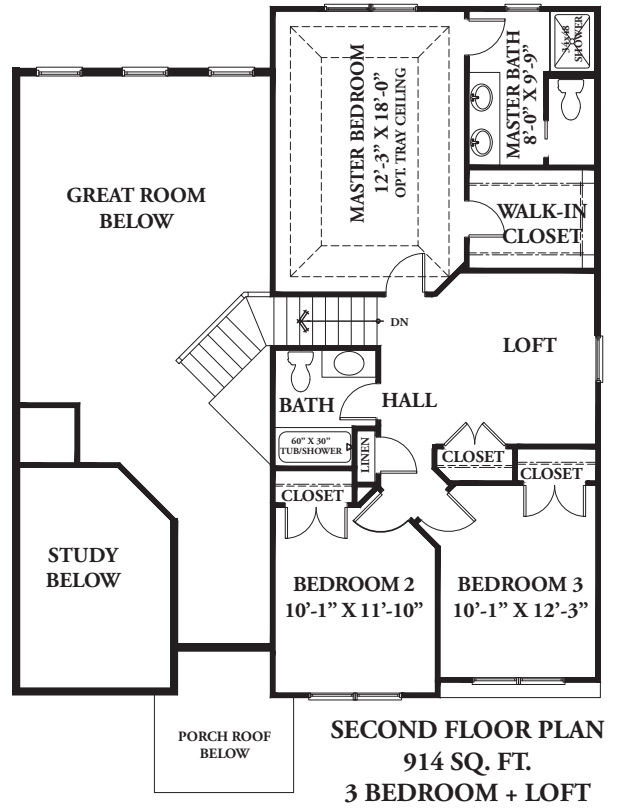 MASTER BEDROOM
12'-3" X 18'-0"
OPT. TRAY CEILING
MASTER BATH
8'-0" X 9'-9"
34x48
SHOWER
GREAT ROOM
BELOW
WALK-IN
CLOSET
DN
LOFT
BATH
HALL
60" X 30"
TUB/SHOWER
LINEN
CLOSET
CLOSET
CLOSET
STUDY
BELOW
BEDROOM 2
10'-1" X 11'-10"
BEDROOM 3
10'-1" X 12'-3"
PORCH ROOF
BELOW
SECOND FLOOR PLAN
914 SQ. FT.
3 BEDROOM + LOFT